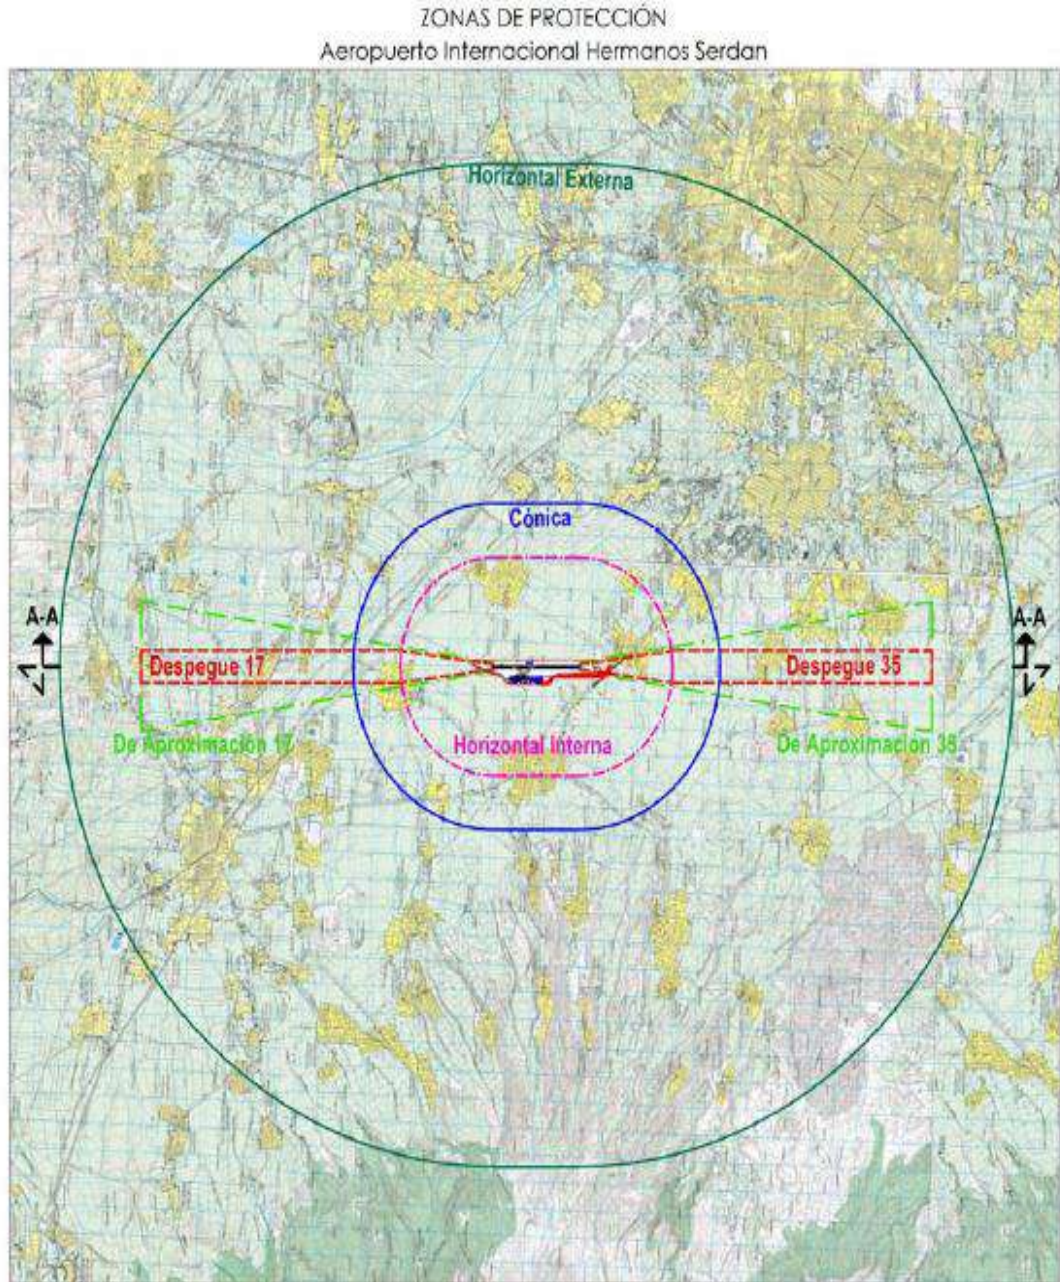 ZONAS DE PROTECCIÓN
Aeropuerto Internacional Hermanos Serdan
Horizontal Externa
Cónica
A-A
A-A
Despegue 17
Despegue 35
De Aproximación 17
Horizontal Interna
De Aproximación 35